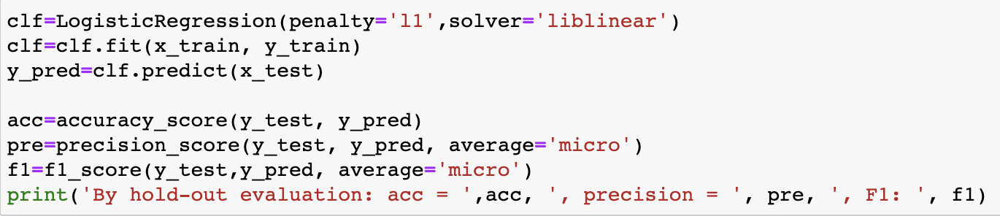 clf=LogisticRegression(penalty='l1',solver='liblinear')
clf=clf.fit(x_train, y_train)
y_pred=clf.predict(x_test)
acc=accuracy_score(y_test, y_pred)
pre=precision_score(y_test, y_pred, average='micro')
f1=f1_score(y_test,y_pred, average='micro')
print('By hold-out evaluation: acc = ',acc, ', precision = ', pre, ', F1: ', f1)